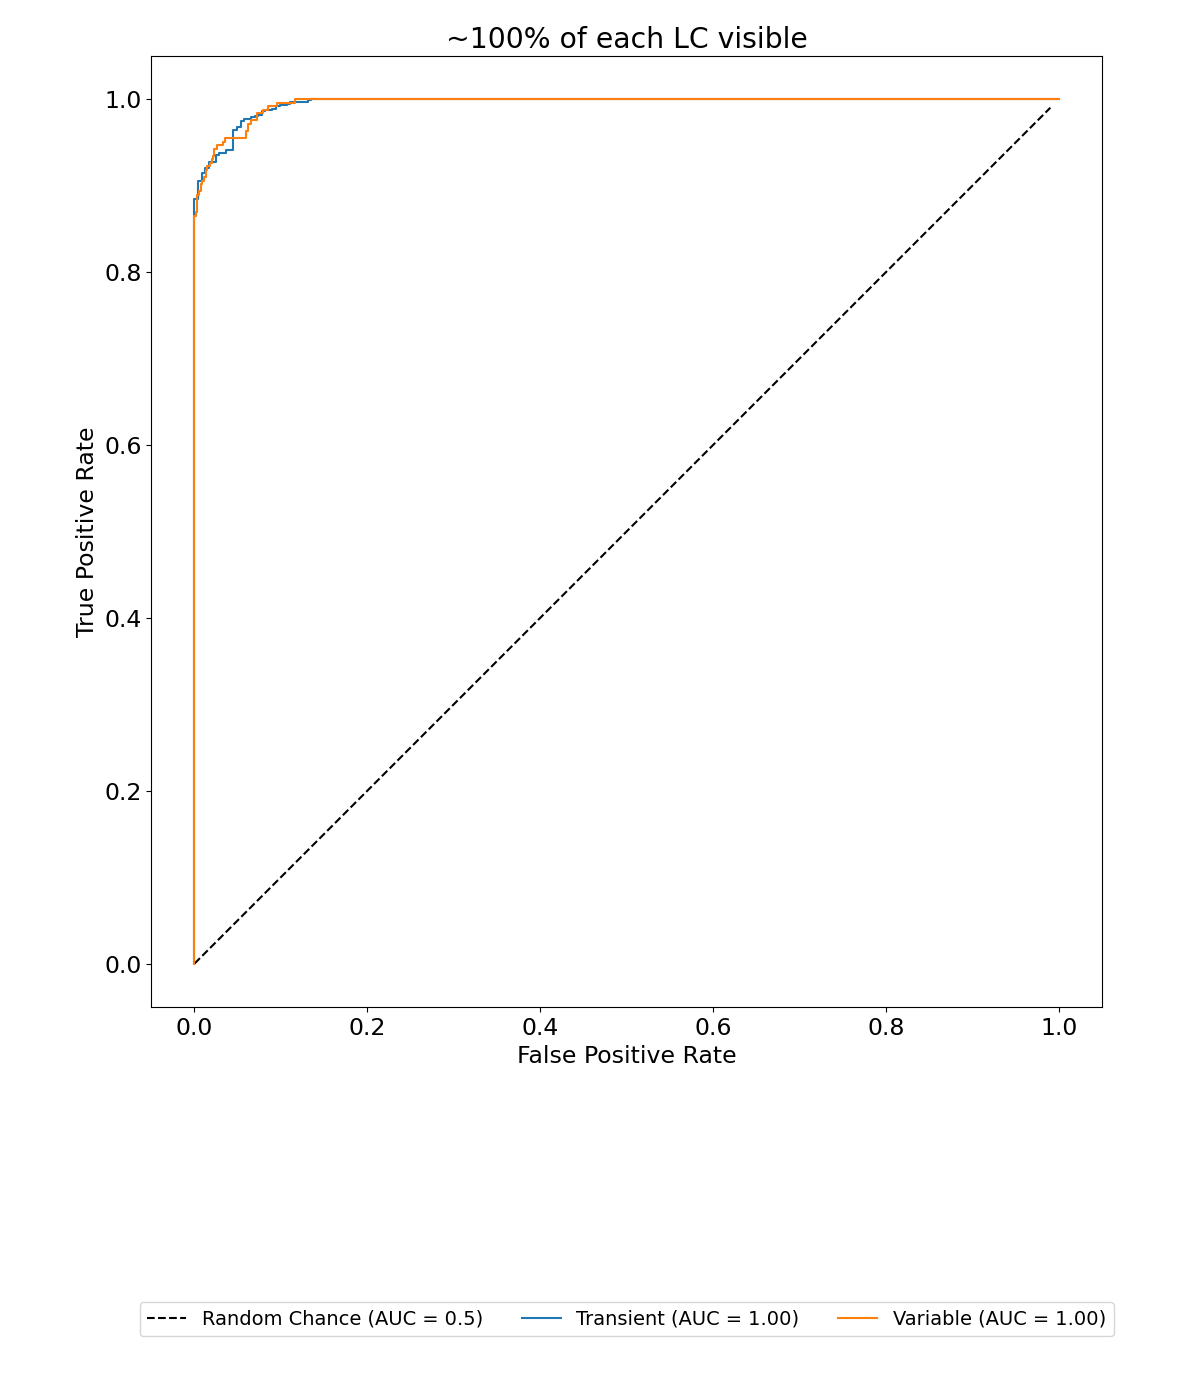 ~100% of each LC visible
True Positive Rate
1.0
0.8
0.6
0.4
0.2
0.0
0.0 0.2 0.4 0.6 0.8 1.0
False Positive Rate
Random Chance (AUC = 0.5) Transient (AUC = 1.00) Variable (AUC = 1.00)